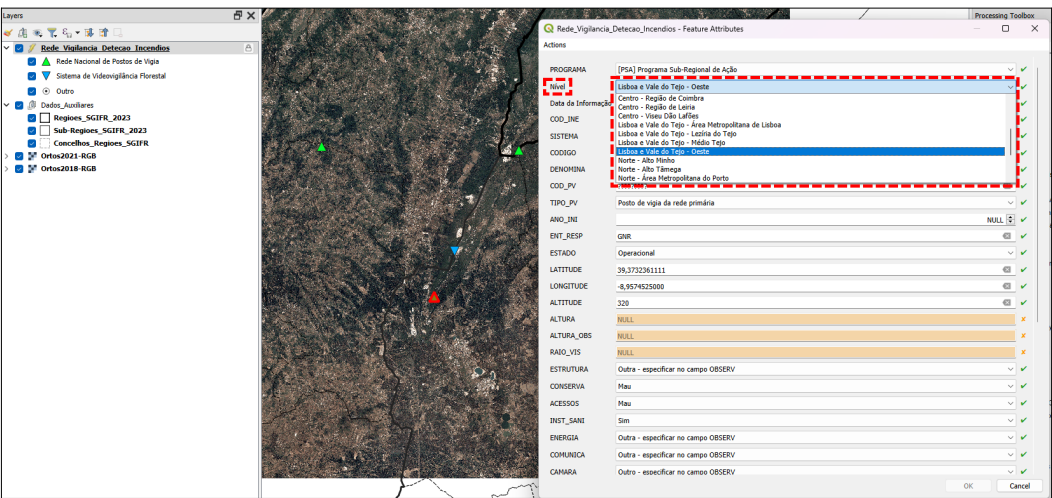 Layers
Rede_Vigilancia_Detecao_Incendios
Rede Nacional de Postos de Vigia
Sistema de Videovigilância Florestal
Outro
Dados_Auxiliares
Regioes_SGIFR_2023
Sub-Regioes_SGIFR_2023
Concelhos_Regioes_SGIFR
Ortos2021-RGB
Ortos2018-RGB
Processing Toolbox
Rede_Vigilancia_Detecao_Incendios - Feature Attributes
Actions
PROGRAMA [PSA] Programa Sub-Regional de Ação
Nível Lisboa e Vale do Tejo - Oeste
Centro - Região de Coimbra
Data da Informação Centro - Região de Leiria
Centro - Viseu Dão Lafões
COD_INE Lisboa e Vale do Tejo - Área Metropolitana de Lisboa
SISTEMA Lisboa e Vale do Tejo - Lezíria do Tejo
Lisboa e Vale do Tejo - Médio Tejo
CODIGO Lisboa e Vale do Tejo - Oeste
Norte - Alto Minho
DENOMINA Norte - Alto Tâmega
Norte - Área Metropolitana do Porto
COD_PV
TIPO_PV Posto de vigia da rede primária
ANO_INI NULL
ENT_RESP GNR
ESTADO Operacional
LATITUDE 39,3732361111
LONGITUDE -8,9574525000
ALTITUDE 320
ALTURA NULL
ALTURA_OBS NULL
RAIO_VIS NULL
ESTRUTURA Outra - especificar no campo OBSERV
CONSERVA Mau
ACESSOS Mau
INST_SANI Sim
ENERGIA Outra - especificar no campo OBSERV
COMUNICA Outra - especificar no campo OBSERV
CAMARA Outro - especificar no campo OBSERV
OK Cancel